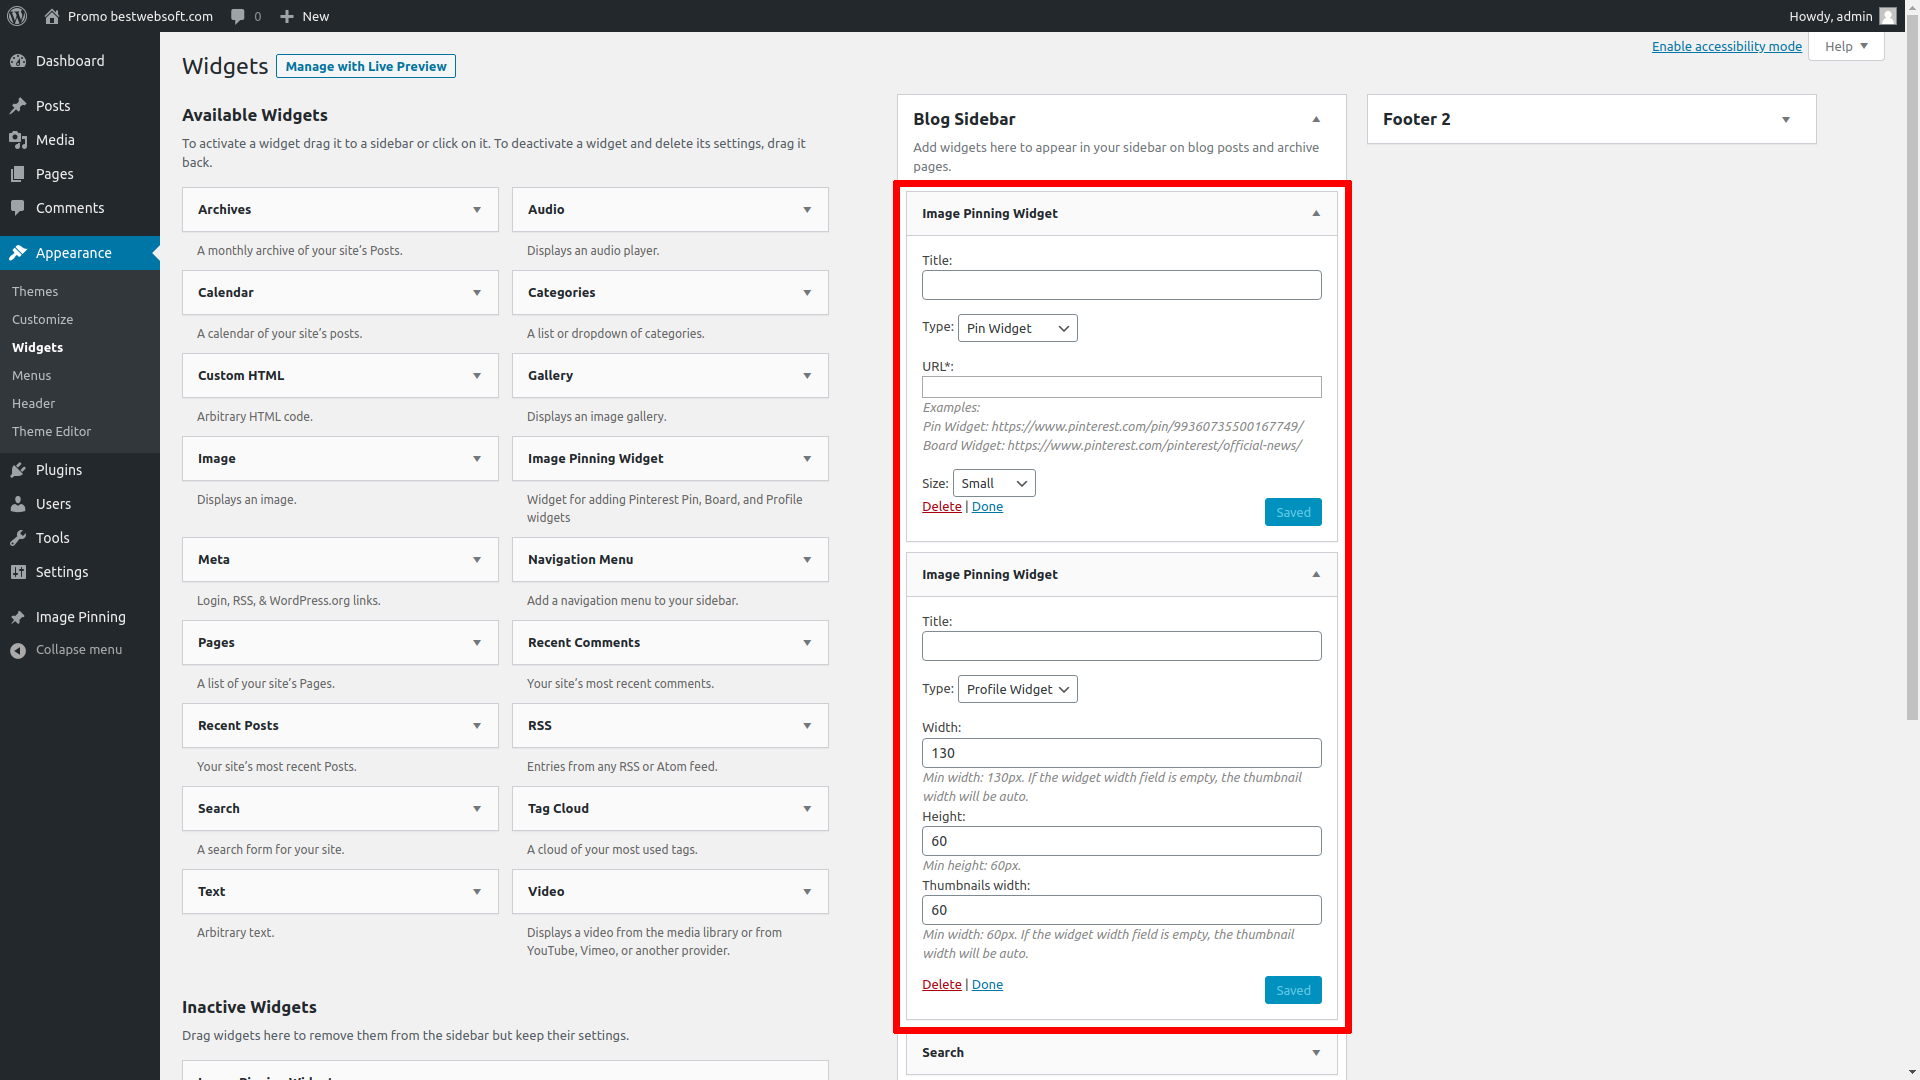 Promo bestwebsoft.com
0
New
Howdy, admin
Dashboard
Posts
Media
Pages
Comments
Appearance
Themes
Customize
Widgets
Menus
Header
Theme Editor
Plugins
Users
Tools
Settings
Image Pinning
Collapse menu
Enable accessibility mode
Help
Widgets
Manage with Live Preview
Available Widgets
To activate a widget drag it to a sidebar or click on it. To deactivate a widget and delete its settings, drag it
back.
Archives
A monthly archive of your site's Posts.
Audio
Displays an audio player.
Calendar
A calendar of your site's posts.
Categories
A list or dropdown of categories.
Custom HTML
Arbitrary HTML code.
Gallery
Displays an image gallery.
Image
Displays an image.
Image Pinning Widget
Widget for adding Pinterest Pin, Board, and Profile
widgets
Meta
Login, RSS, & WordPress.org links.
Navigation Menu
Add a navigation menu to your sidebar.
Pages
A list of your site's Pages.
Recent Comments
Your site's most recent comments.
Recent Posts
Your site's most recent Posts.
RSS
Entries from any RSS or Atom feed.
Search
A search form for your site.
Tag Cloud
A cloud of your most used tags.
Text
Arbitrary text.
Video
Displays a video from the media library or from
YouTube, Vimeo, or another provider.
Inactive Widgets
Drag widgets here to remove them from the sidebar but keep their settings.
Blog Sidebar
Add widgets here to appear in your sidebar on blog posts and archive
pages.
Image Pinning Widget
Title:
Type: Pin Widget
URL*:
Examples:
Pin Widget: https://www.pinterest.com/pin/99360735500167749/
Board Widget: https://www.pinterest.com/pinterest/official-news/
Size: Small
Delete | Done
Saved
Image Pinning Widget
Title:
Type: Profile Widget
Width:
130
Min width: 130px. If the widget width field is empty, the thumbnail
width will be auto.
Height:
60
Min height: 60px.
Thumbnails width:
60
Min width: 60px. If the widget width field is empty, the thumbnail
width will be auto.
Delete | Done
Saved
Search
Footer 2